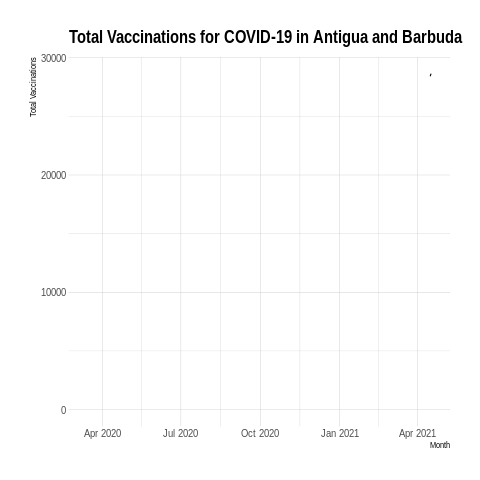 Total Vaccinations for COVID-19 in Antigua and Barbuda
Total Vaccinations
30000
20000
10000
0
Apr 2020 Jul 2020 Oct 2020 Jan 2021 Apr 2021
Month